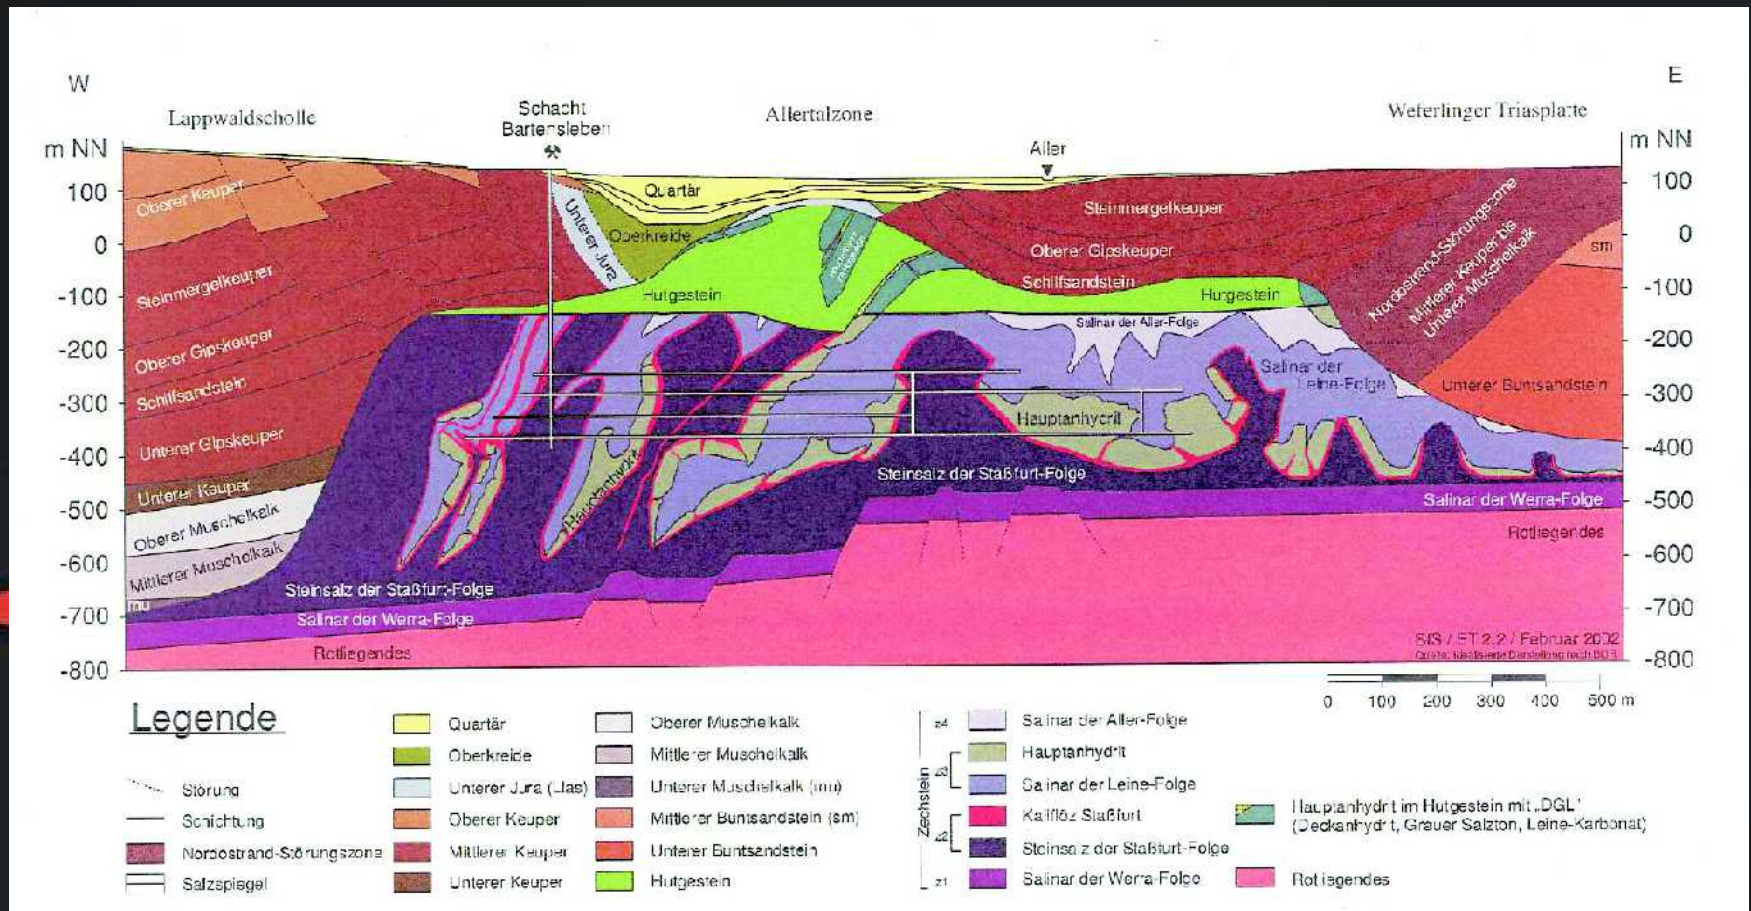 W
E
Lappwaldscholle
Schacht
Bartensleben
Allertalzone
Weferlinger Triasplatte
m NN
m NN
Aller
100
0
-100
-200
-300
-400
-500
-600
-700
-800
100
0
-100
-200
-300
-400
-500
-600
-700
-800
Oberer Keuper
Steinmergelkeuper
Oberer Gipskeuper
Schilfsandstein
Unterer Gipskeuper
Unterer Keuper
Oberer Muschelkalk
Mittlerer Muschelkalk
mu
Quartär
Unterer Jura
Oberkreide
Hutgestein
Steinmergelkeuper
Oberer Gipskeuper
Schilfsandstein
Hutgestein
Nordostrand-Störungszone
Mittlerer Keuper bis
Unterer Muschelkalk
sm
Salinar der Aller-Folge
Salinar der
Leine-Folge
Unterer Buntsandstein
Hauptanhydrit
Hauptanhydrit
Steinsalz der Staßfurt-Folge
Salinar der Werra-Folge
Rotliegendes
Steinsalz der Staßfurt-Folge
Salinar der Werra-Folge
Rotliegendes
/ ET 2.2 / Februar 2002
0 100 200 300 400 500 m
Legende
Störung
Schichtung
Nordostrand-Störungszone
Salzspiegel
Quartär
Oberkreide
Unterer Jura (Lias)
Oberer Keuper
Mittlerer Keuper
Unterer Keuper
Oberer Muschelkalk
Mittlerer Muschelkalk
Unterer Muschelkalk (mu)
Mittlerer Buntsandstein (sm)
Unterer Buntsandstein
Hutgestein
Zechstein
z4
z3
z2
z1
Salinar der Aller-Folge
Hauptanhydrit
Salinar der Leine-Folge
Kaliflöz Staßfurt
Steinsalz der Staßfurt-Folge
Salinar der Werra-Folge
Hauptanhydrit im Hutgestein mit „DGL"
(Deckanhydrit, Grauer Salzton, Leine-Karbonat)
Rotliegendes